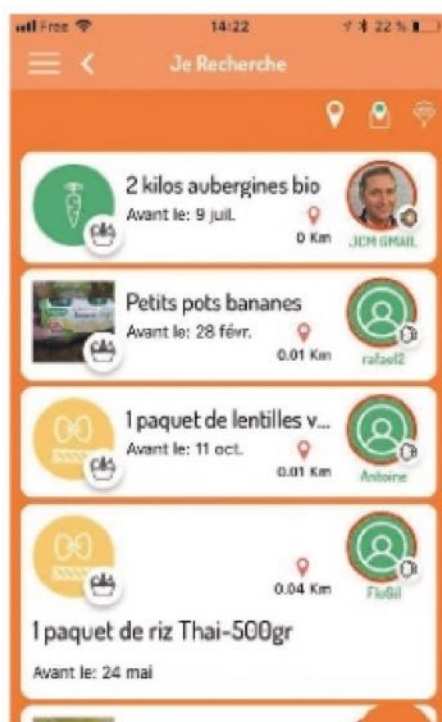 Free 14:22 22 %
Je Recherche
2 kilos aubergines bio
Avant le: 9 juil.
0 Km
JCM GMAIL
Petits pots bananes
Avant le: 28 févr.
0.01 Km
rafael2
1 paquet de lentilles v...
Avant le: 11 oct.
0.01 Km
Antoine
0.04 Km
FloGil
1 paquet de riz Thai-500gr
Avant le: 24 mai